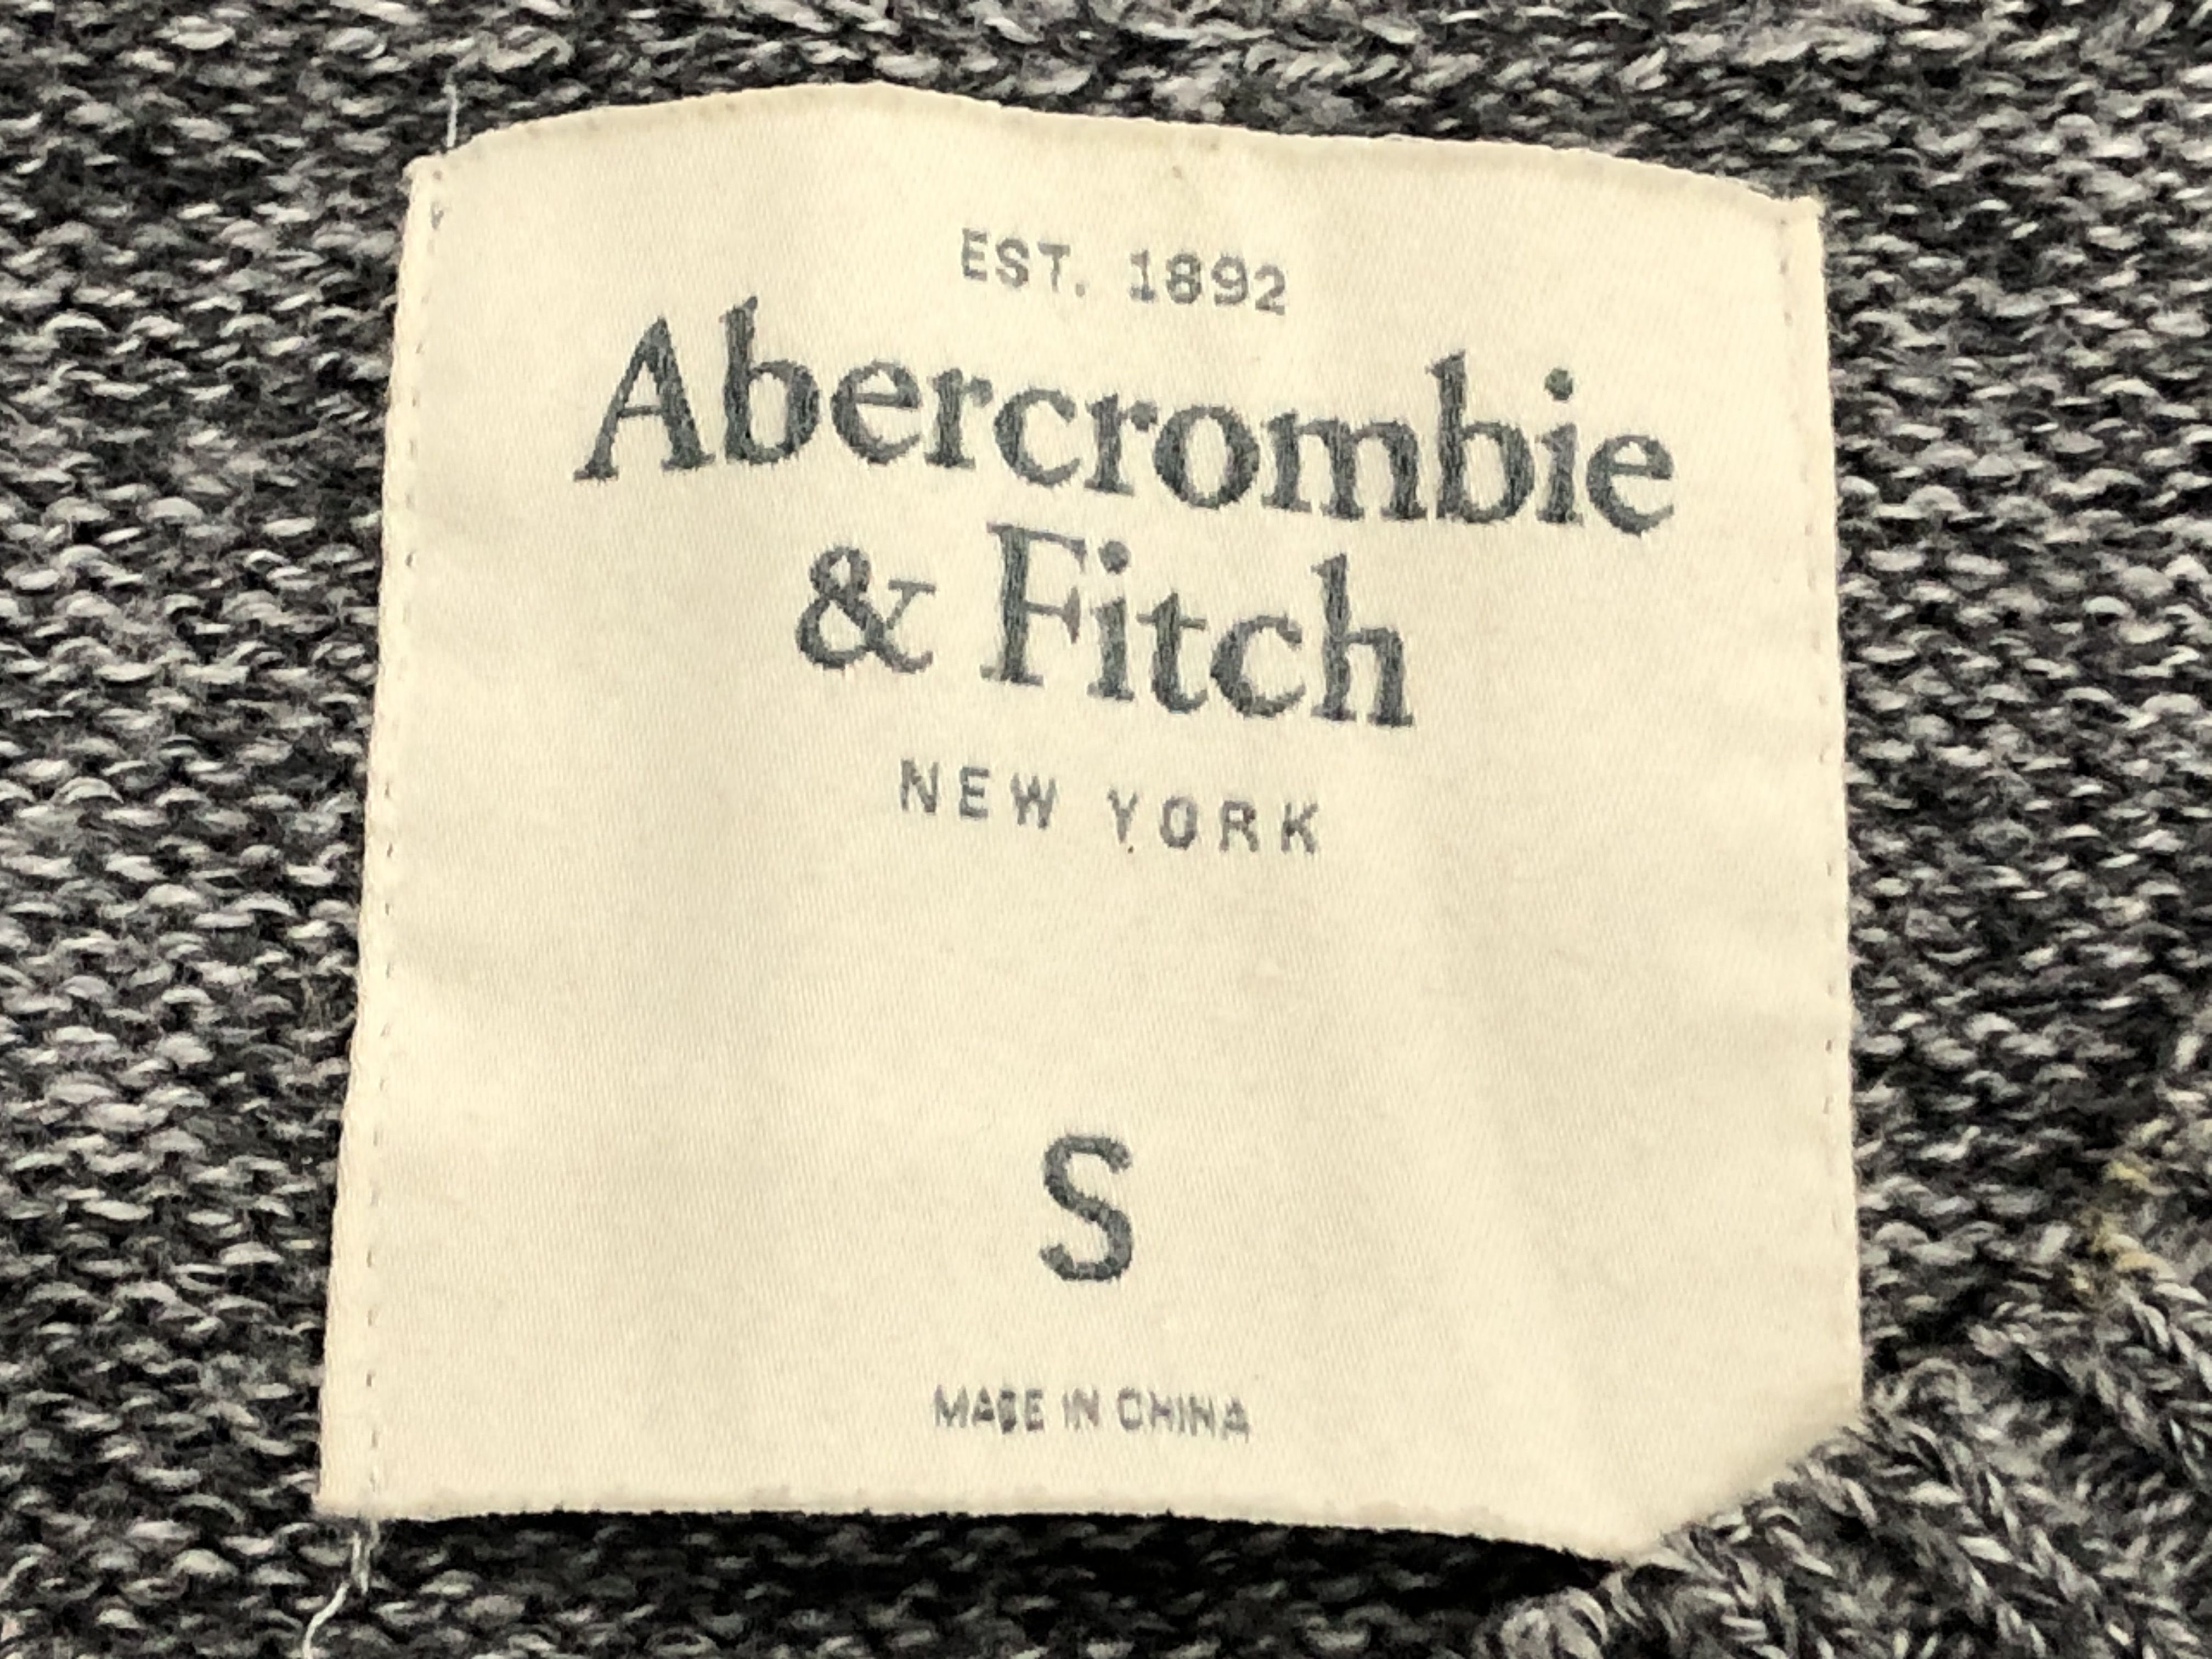 EST. 1892
Abercrombie
& Fitch
NEW YORK
S
MADE IN CHINA